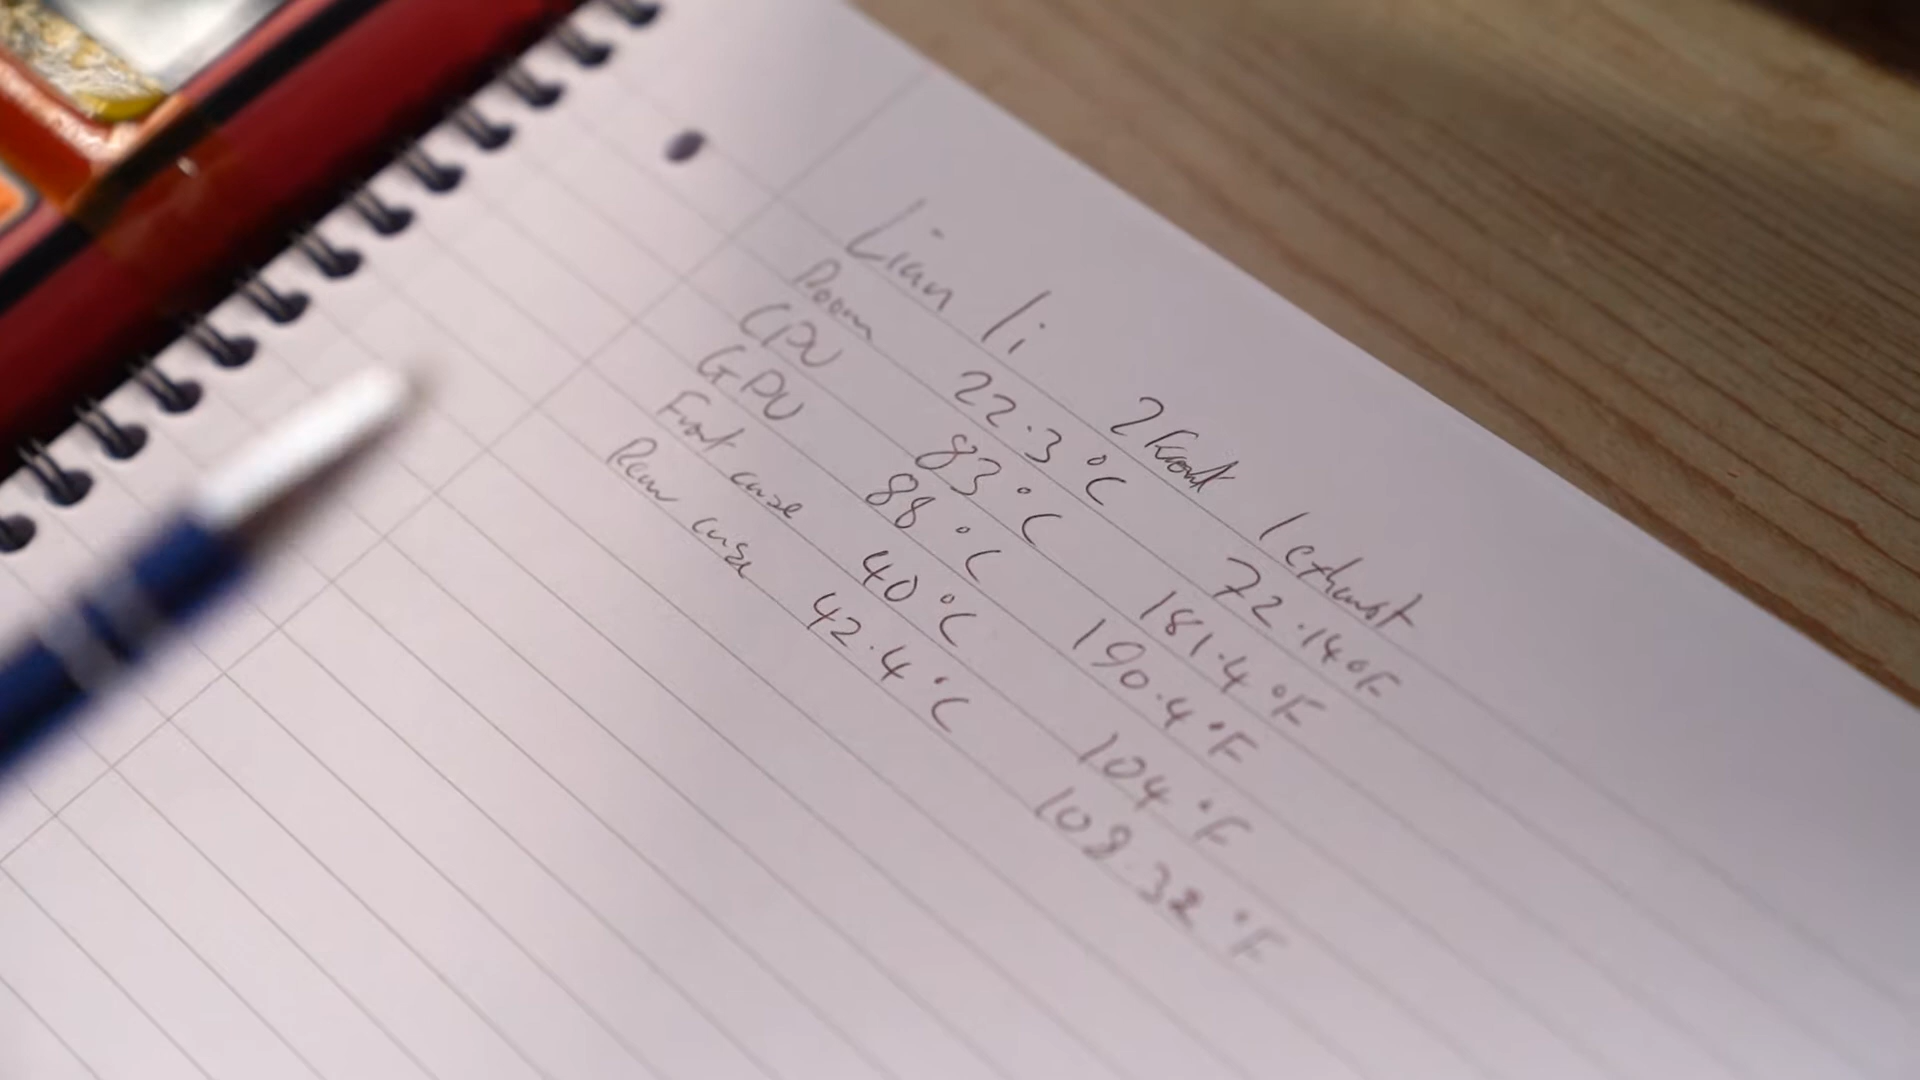 Lian li 2 Front 1 exhaust
Room 22.3°C 72.14°F
CPU 83°C 181.4°F
GPU 88°C 190.4°F
Front case 40°C 104°F
Rear case 42.4°C 108.32°F